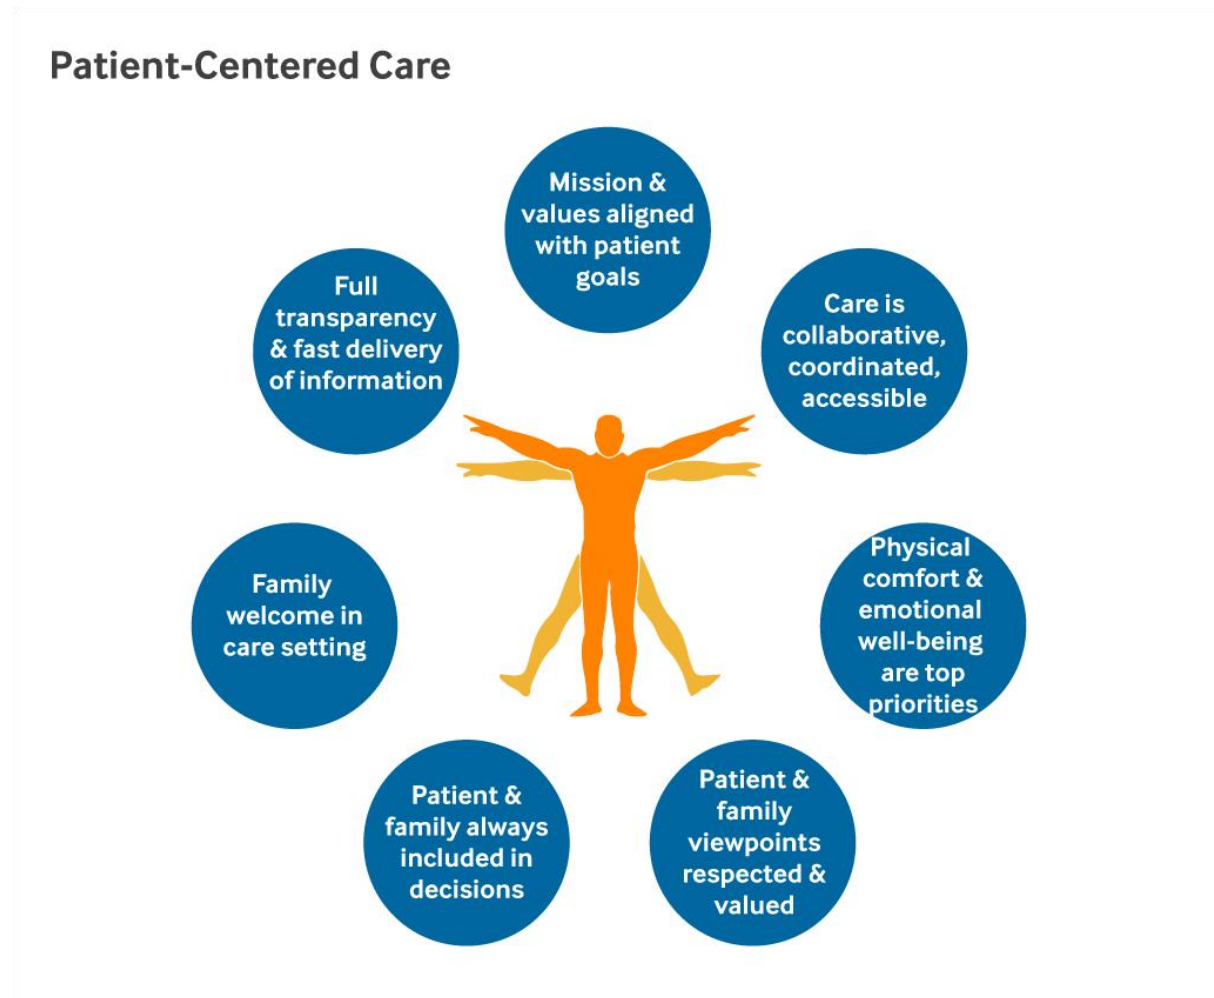 Patient-Centered Care
Mission &
values aligned
with patient
goals
Care is
collaborative,
coordinated,
accessible
Physical
comfort &
emotional
well-being
are top
priorities
Patient &
family
viewpoints
respected &
valued
Patient &
family always
included in
decisions
Family
welcome in
care setting
Full
transparency
& fast delivery
of information